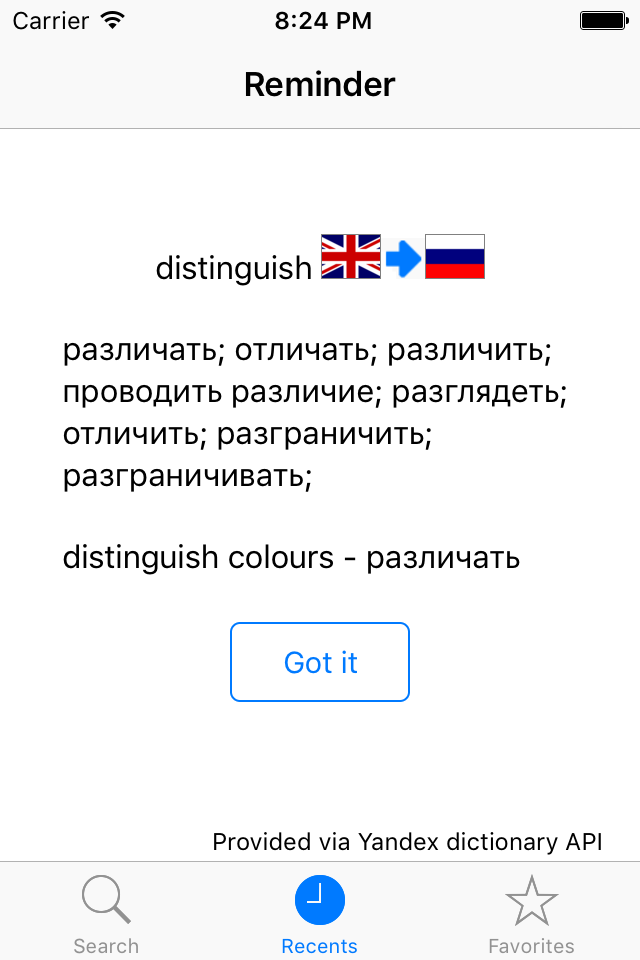 Carrier 8:24 PM
Reminder
distinguish
различать; отличать; различить;
проводить различие; разглядеть;
отличить; разграничить;
разграничивать;
distinguish colours - различать
Got it
Provided via Yandex dictionary API
Search Recents Favorites